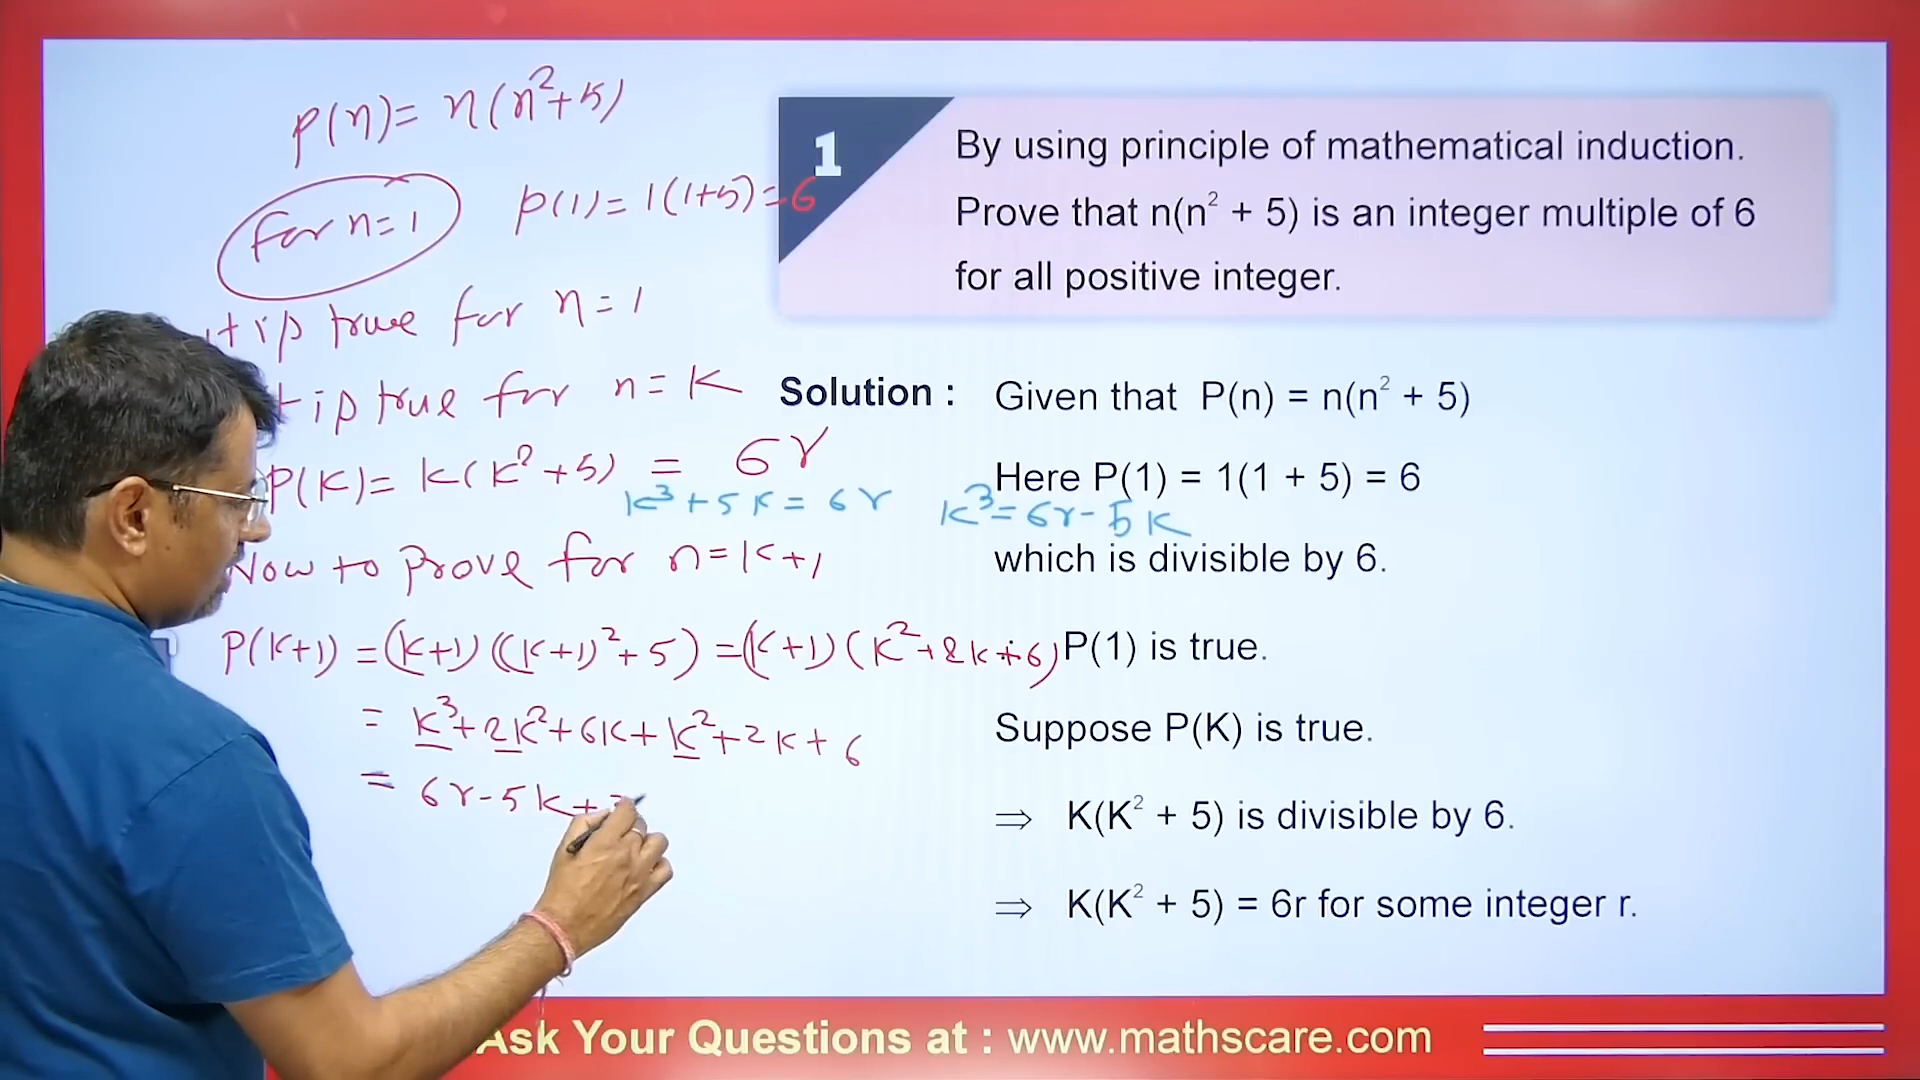 P(n)= n(n²+5)
for n=1 P(1)= 1(1+5)=6
it is true for n=1
it is true for n=K
P(K)= K(K²+5) = 6r
K³+5K=6r K³=6r-5K
Now to prove for n=K+1
P(K+1) =(K+1)((K+1)²+5)=(K+1)(K²+2K+6)
= K³+2K²+6K+K²+2K+6
= 6r-5K+
1
By using principle of mathematical induction.
Prove that n(n² + 5) is an integer multiple of 6
for all positive integer.
Solution : Given that P(n) = n(n² + 5)
Here P(1) = 1(1 + 5) = 6
which is divisible by 6.
P(1) is true.
Suppose P(K) is true.
⇒ K(K² + 5) is divisible by 6.
⇒ K(K² + 5) = 6r for some integer r.
Ask Your Questions at : www.mathscare.com